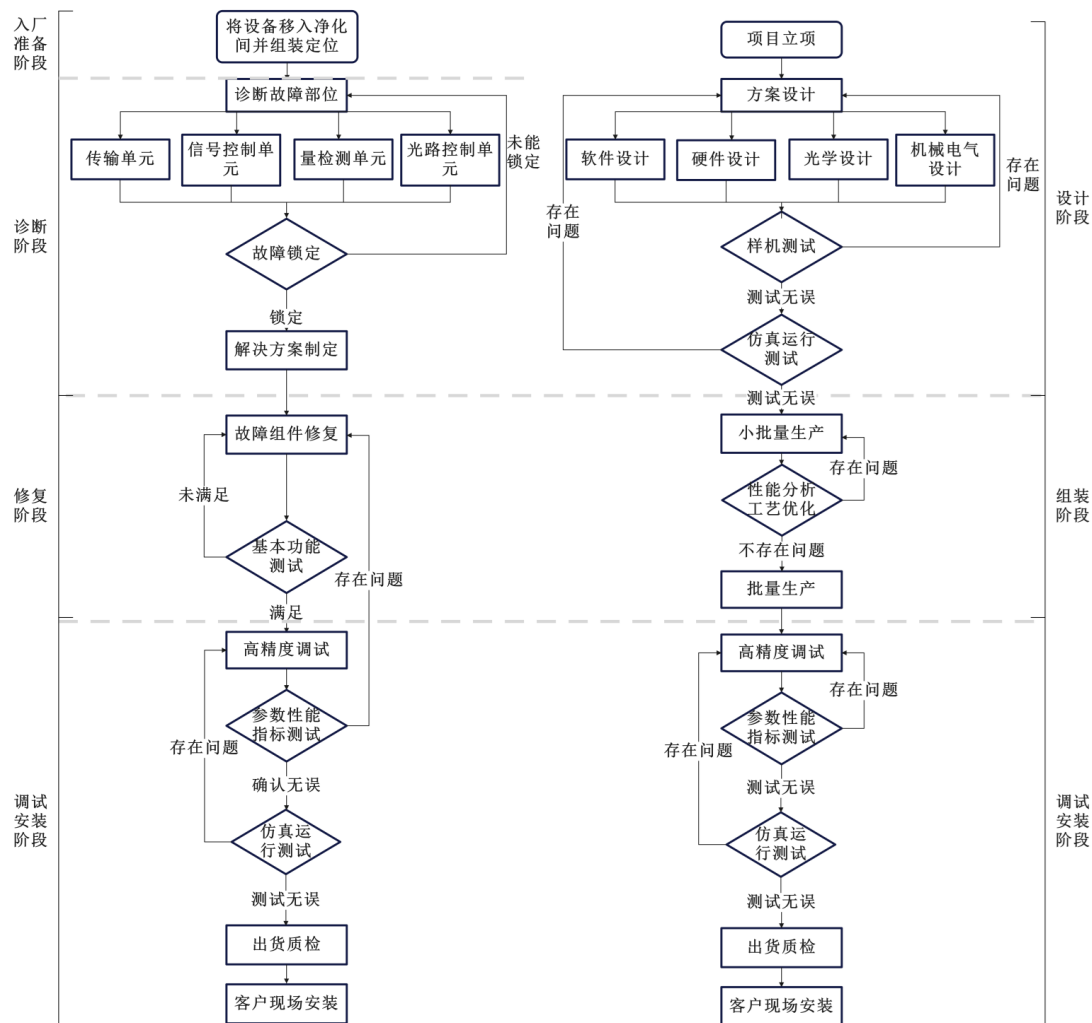 入厂
准备
阶段
将设备移入净化
间并组装定位
诊断故障部位
传输单元
信号控制单
元
量检测单元
光路控制单
元
未能
锁定
诊断
阶段
故障锁定
锁定
解决方案制定
修复
阶段
故障组件修复
未满足
基本功能
测试
存在问题
满足
调试
安装
阶段
高精度调试
参数性能
指标测试
存在问题
确认无误
仿真运
行测试
测试无误
出货质检
客户现场安装
项目立项
方案设计
软件设计
硬件设计
光学设计
机械电气
设计
存在
问题
存在
问题
设计
阶段
样机测试
测试无误
仿真运行
测试
测试无误
小批量生产
存在问题
性能分析
工艺优化
组装
阶段
不存在问题
批量生产
高精度调试
存在问题
参数性能
指标测试
存在问题
测试无误
仿真运
行测试
调试
安装
阶段
测试无误
出货质检
客户现场安装